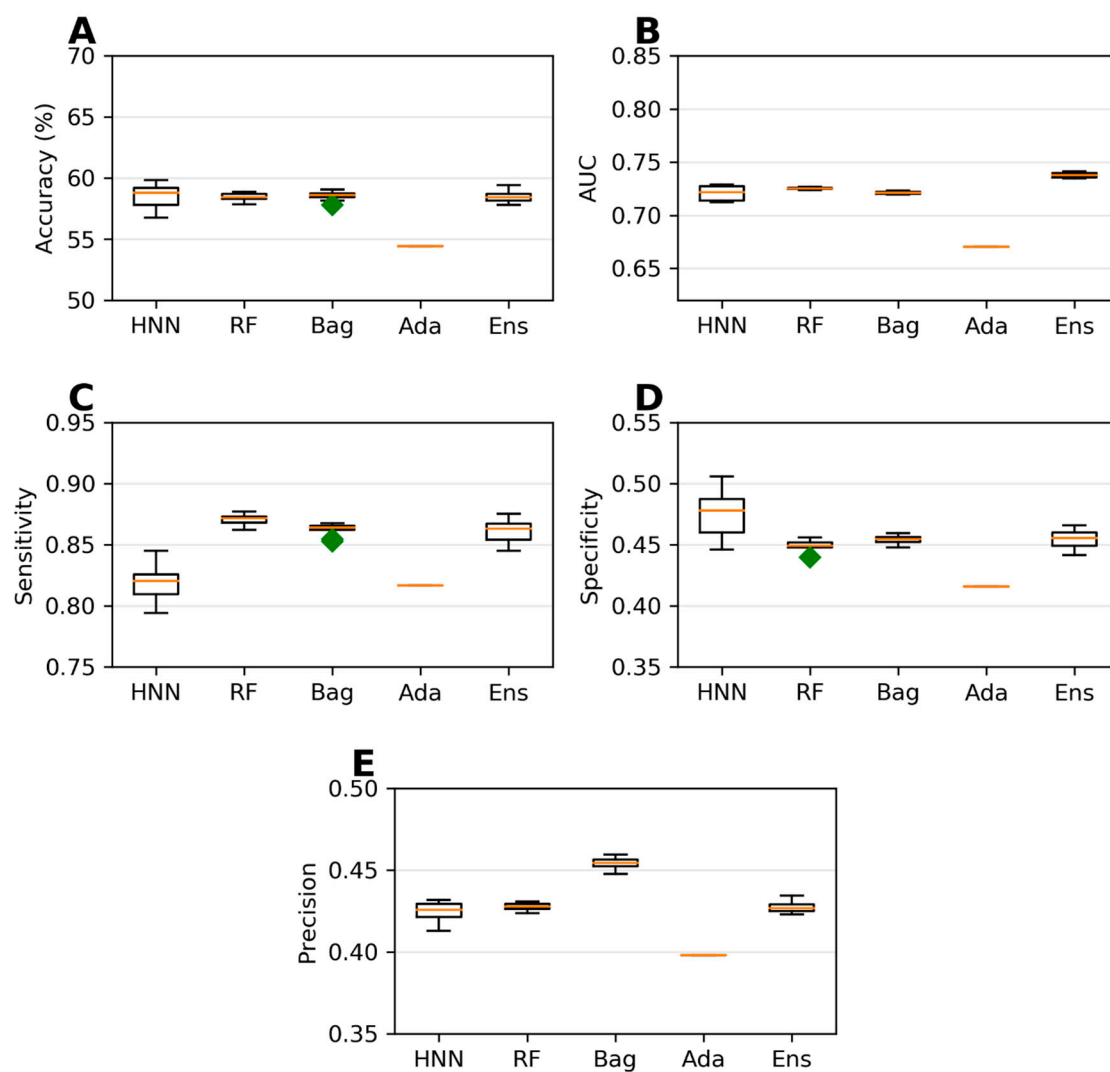 A
B
Accuracy (%)
70
65
60
55
50
HNN RF Bag Ada Ens
AUC
0.85
0.80
0.75
0.70
0.65
HNN RF Bag Ada Ens
C
D
Sensitivity
0.95
0.90
0.85
0.80
0.75
HNN RF Bag Ada Ens
Specificity
0.55
0.50
0.45
0.40
0.35
HNN RF Bag Ada Ens
E
Precision
0.50
0.45
0.40
0.35
HNN RF Bag Ada Ens